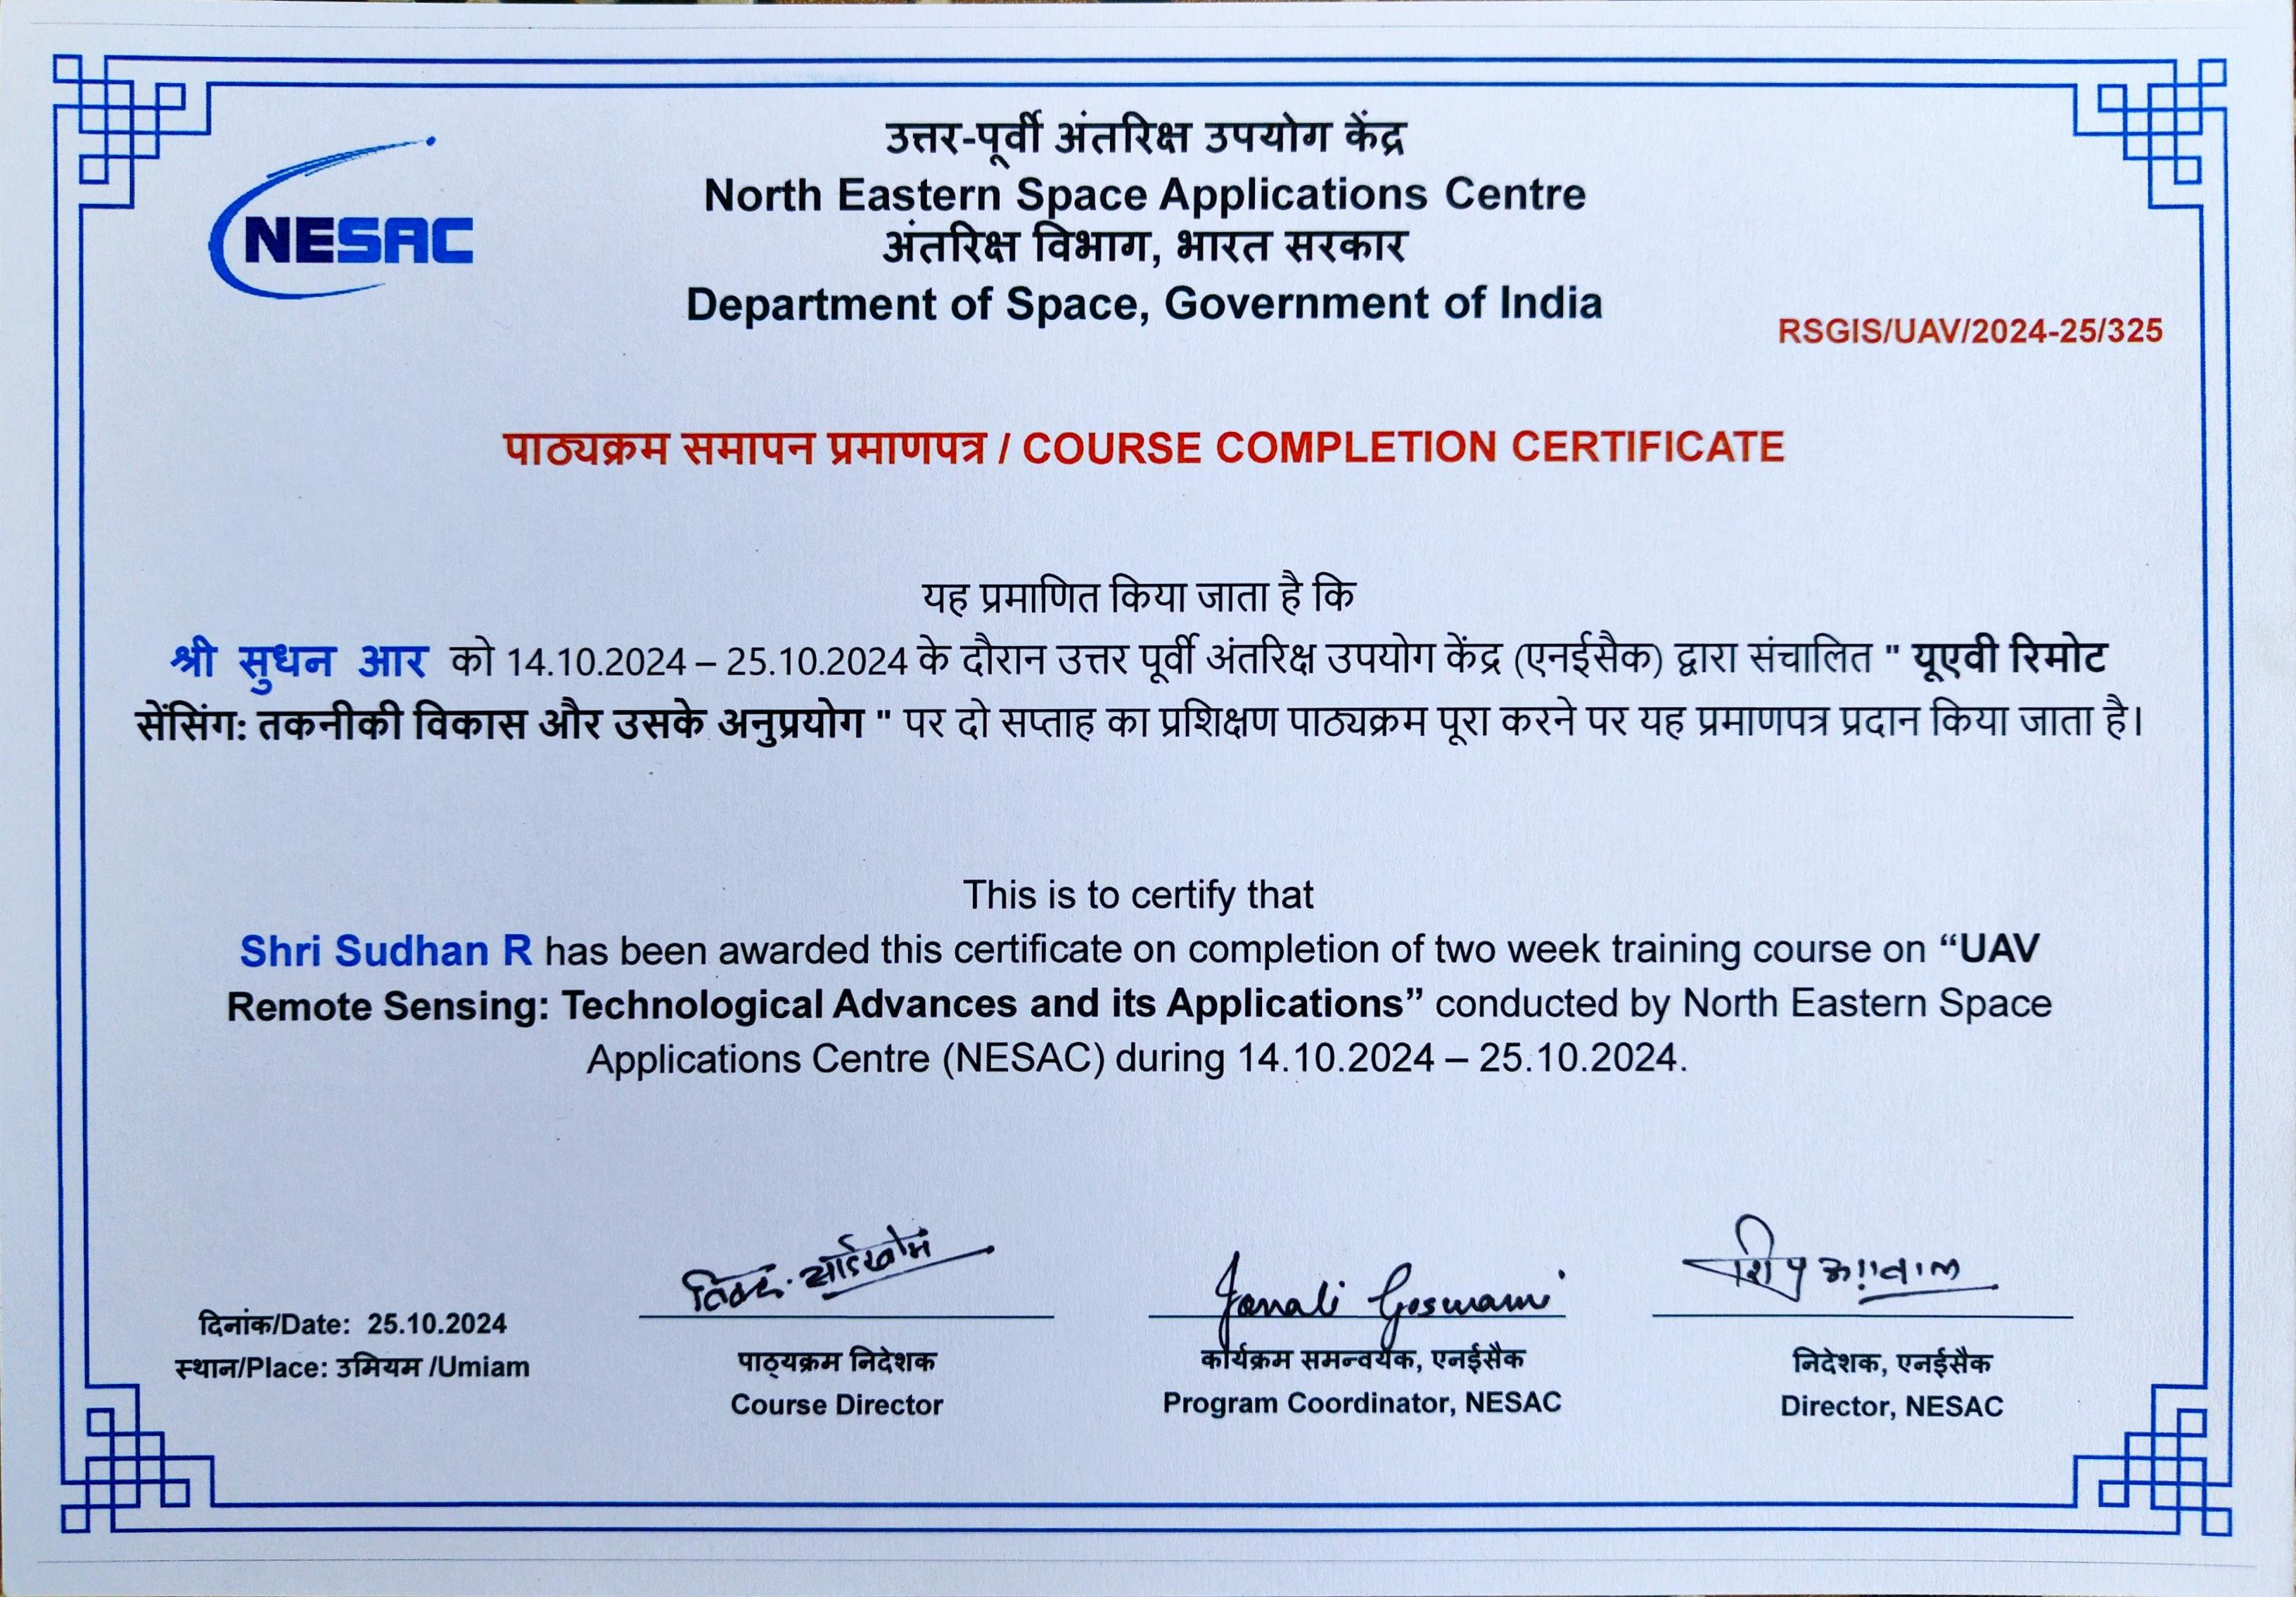 उत्तर-पूर्वी अंतरिक्ष उपयोग केंद्र
North Eastern Space Applications Centre
अंतरिक्ष विभाग, भारत सरकार
Department of Space, Government of India
NESAC
RSGIS/UAV/2024-25/325
पाठ्यक्रम समापन प्रमाणपत्र / COURSE COMPLETION CERTIFICATE
यह प्रमाणित किया जाता है कि
श्री सुधन आर को 14.10.2024 – 25.10.2024 के दौरान उत्तर पूर्वी अंतरिक्ष उपयोग केंद्र (एनईसैक) द्वारा संचालित " यूएवी रिमोट
सेंसिंग: तकनीकी विकास और उसके अनुप्रयोग " पर दो सप्ताह का प्रशिक्षण पाठ्यक्रम पूरा करने पर यह प्रमाणपत्र प्रदान किया जाता है।
This is to certify that
Shri Sudhan R has been awarded this certificate on completion of two week training course on “UAV
Remote Sensing: Technological Advances and its Applications” conducted by North Eastern Space
Applications Centre (NESAC) during 14.10.2024 – 25.10.2024.
Jonali Goswami
दिनांक/Date: 25.10.2024
स्थान/Place: उमियम /Umiam
पाठ्यक्रम निदेशक
Course Director
कार्यक्रम समन्वयक, एनईसैक
Program Coordinator, NESAC
निदेशक, एनईसैक
Director, NESAC